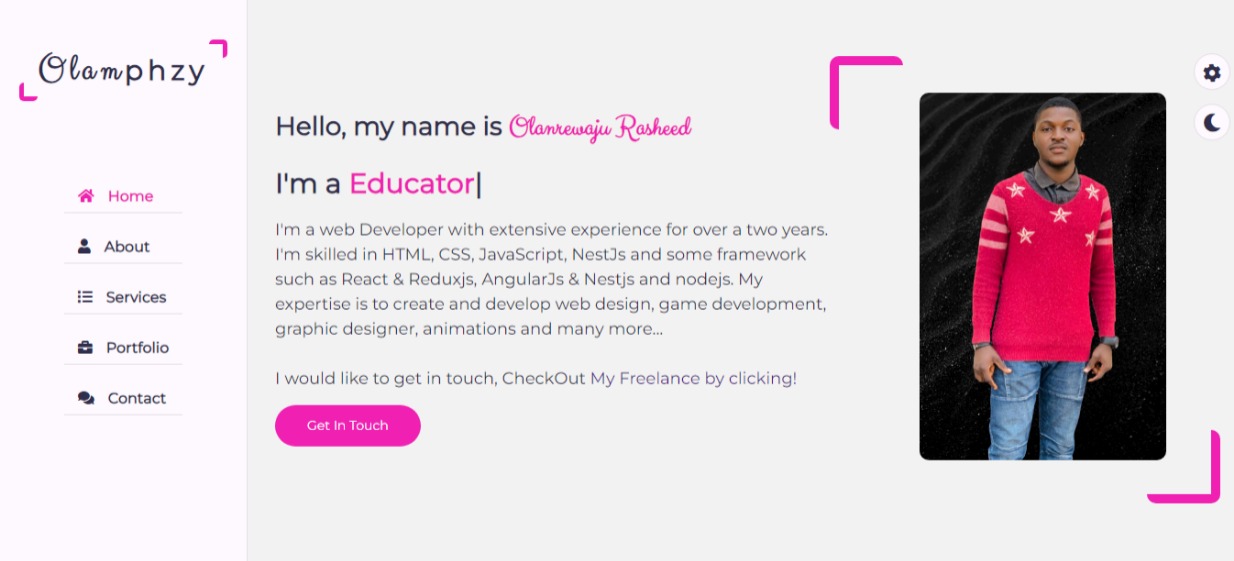 Olamphzy
Home
About
Services
Portfolio
Contact
Hello, my name is Olanrewaju Rasheed
I'm a Educator|
I'm a web Developer with extensive experience for over a two years.
I'm skilled in HTML, CSS, JavaScript, NestJs and some framework
such as React & Reduxjs, AngularJs & Nestjs and nodejs. My
expertise is to create and develop web design, game development,
graphic designer, animations and many more...
I would like to get in touch, CheckOut My Freelance by clicking!
Get In Touch